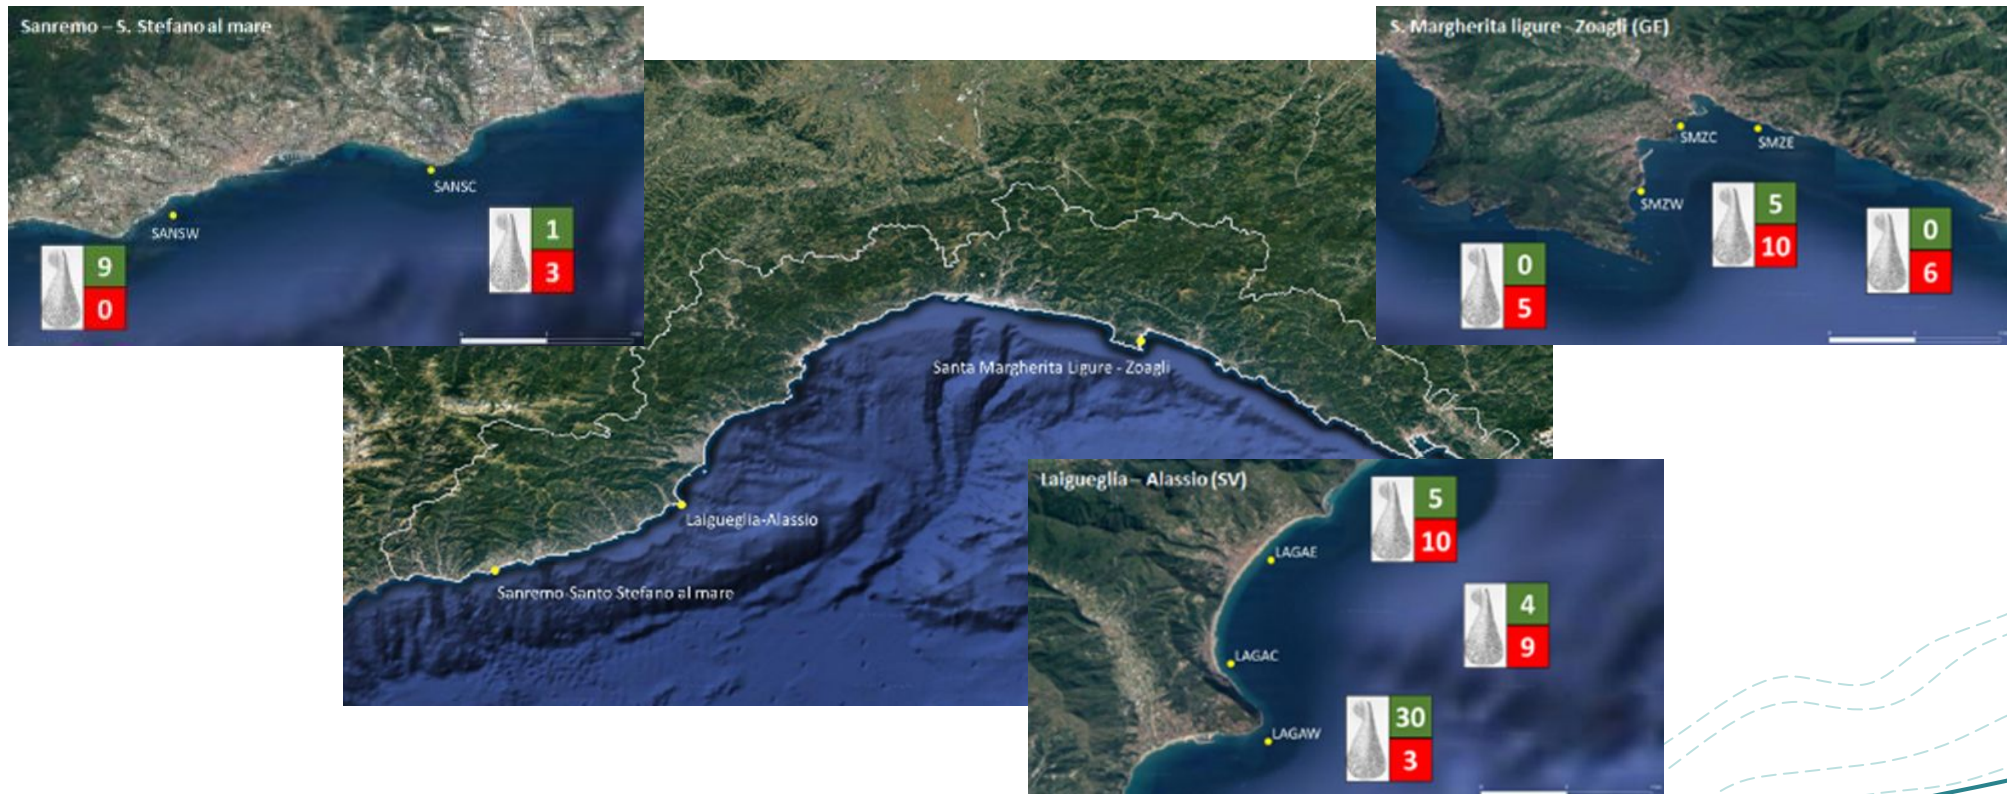 Sanremo – S. Stefano al mare
SANSC
SANSW
1
3
9
0
S. Margherita ligure - Zoagli (GE)
SMZC
SMZE
SMZW
5
10
0
6
0
5
Santa Margherita Ligure - Zoagli
Laigueglia-Alassio
Sanremo-Santo Stefano al mare
Laigueglia – Alassio (SV)
5
10
LAGAE
4
9
LAGAC
30
3
LAGAW